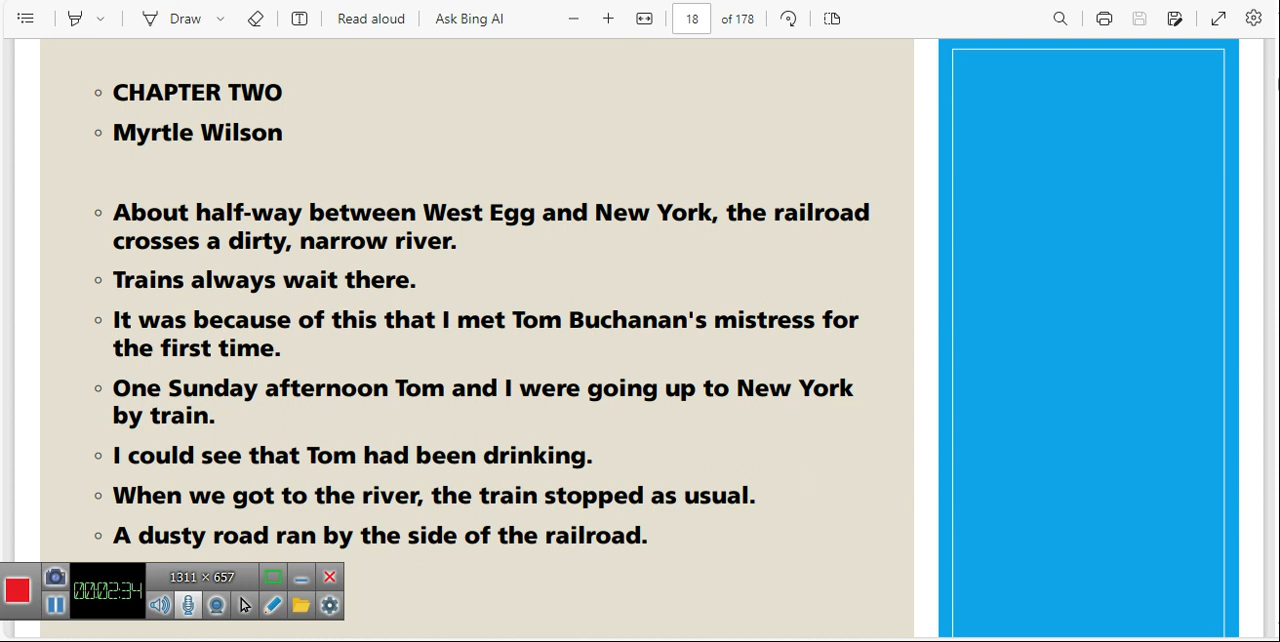 Draw
Read aloud
Ask Bing AI
18 of 178
CHAPTER TWO
Myrtle Wilson
About half-way between West Egg and New York, the railroad
crosses a dirty, narrow river.
Trains always wait there.
It was because of this that I met Tom Buchanan's mistress for
the first time.
One Sunday afternoon Tom and I were going up to New York
by train.
I could see that Tom had been drinking.
When we got to the river, the train stopped as usual.
A dusty road ran by the side of the railroad.
1311 × 657
00:02:34